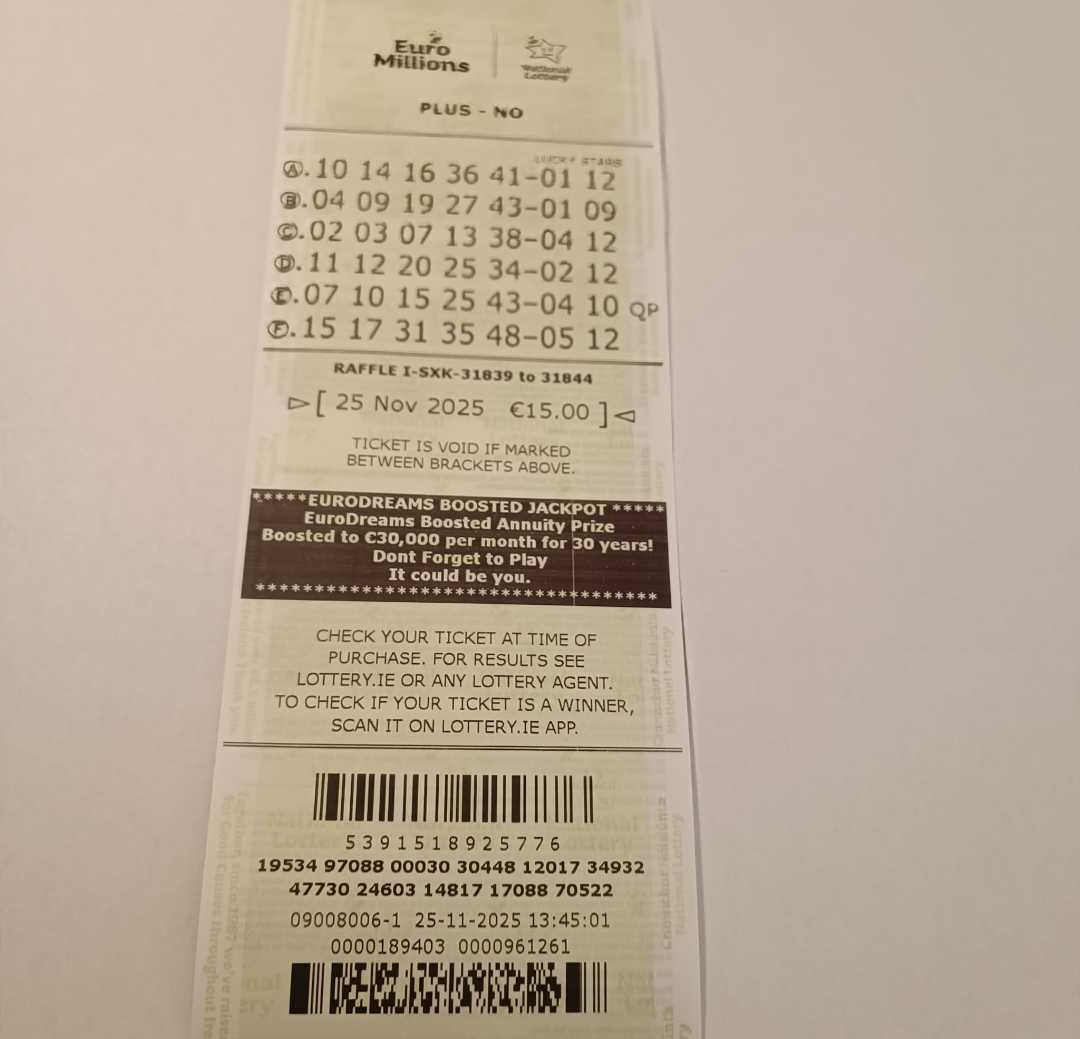 Euro
Millions
National
Lottery
PLUS - NO
LUCKY STARS
A. 10 14 16 36 41-01 12
B. 04 09 19 27 43-01 09
C. 02 03 07 13 38-04 12
D. 11 12 20 25 34-02 12
E. 07 10 15 25 43-04 10 QP
F. 15 17 31 35 48-05 12
RAFFLE I-SXK-31839 to 31844
[ 25 Nov 2025 €15.00 ]
TICKET IS VOID IF MARKED
BETWEEN BRACKETS ABOVE.
*****EURODREAMS BOOSTED JACKPOT *****
EuroDreams Boosted Annuity Prize
Boosted to €30,000 per month for 30 years!
Dont Forget to Play
It could be you.
**********************************
CHECK YOUR TICKET AT TIME OF
PURCHASE. FOR RESULTS SEE
LOTTERY.IE OR ANY LOTTERY AGENT.
TO CHECK IF YOUR TICKET IS A WINNER,
SCAN IT ON LOTTERY.IE APP.
5391518925776
19534 97088 00030 30448 12017 34932
47730 24603 14817 17088 70522
09008006-1 25-11-2025 13:45:01
0000189403 0000961261